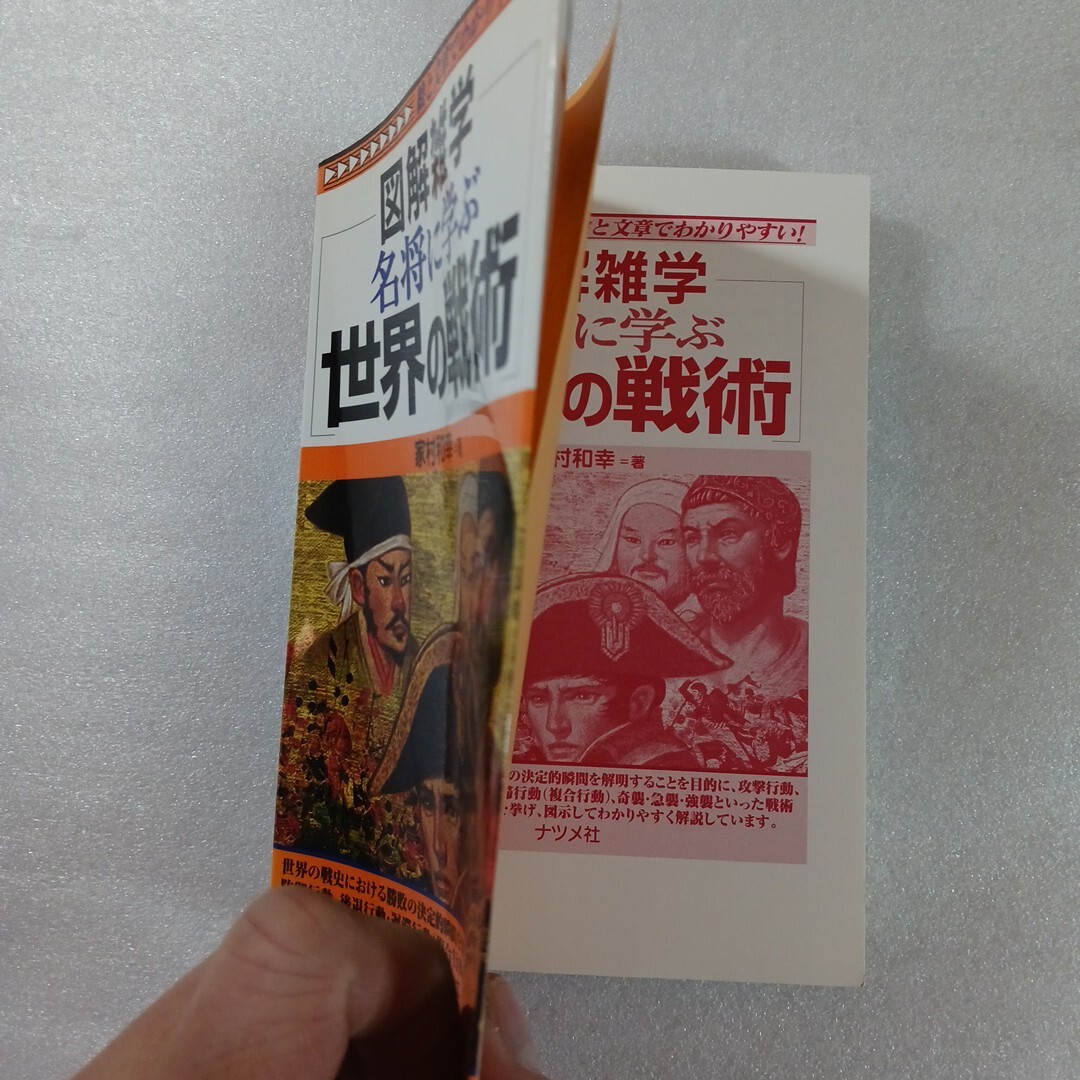 図解雑学
名将に学ぶ
世界の戦術
家村和幸
世界の戦史における勝敗の決定的
と文章でわかりやすい!
雑学
に学ぶ
の戦術
村和幸=著
の決定的瞬間を解明することを目的に、攻撃行動、
行動(複合行動)、奇襲・急襲・強襲といった戦術
挙げ、図示してわかりやすく解説しています。
ナツメ社